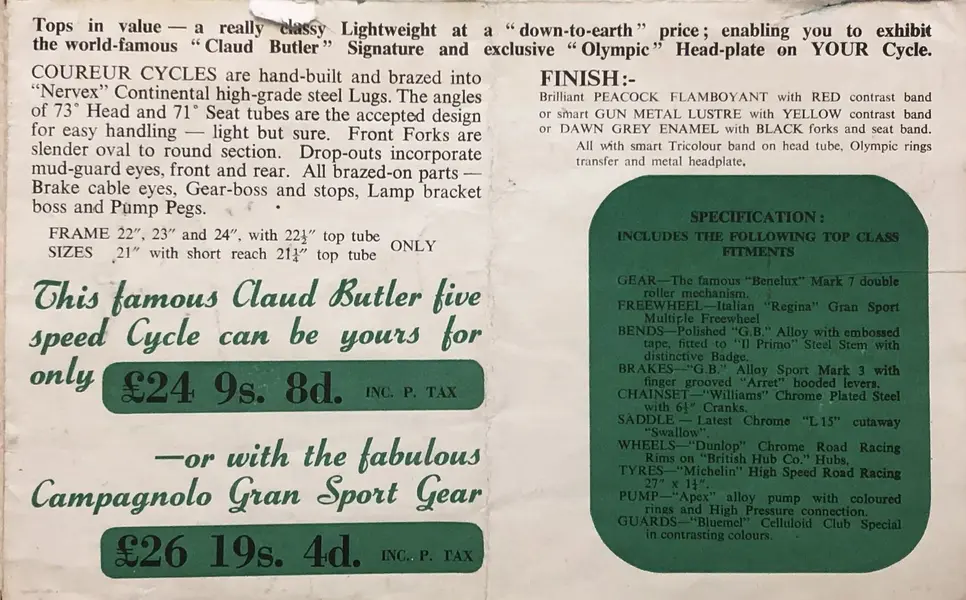 Tops in value — a really classy Lightweight at a "down-to-earth" price; enabling you to exhibit
the world-famous "Claud Butler" Signature and exclusive "Olympic" Head-plate on YOUR Cycle.
COUREUR CYCLES are hand-built and brazed into
"Nervex" Continental high-grade steel Lugs. The angles
of 73° Head and 71° Seat tubes are the accepted design
for easy handling — light but sure. Front Forks are
slender oval to round section. Drop-outs incorporate
mud-guard eyes, front and rear. All brazed-on parts —
Brake cable eyes, Gear-boss and stops, Lamp bracket
boss and Pump Pegs.
FRAME 22", 23" and 24", with 22½" top tube
SIZES 21" with short reach 21¼" top tube
ONLY
This famous Claud Butler five
speed Cycle can be yours for
only £24 9s. 8d. INC. P. TAX
—or with the fabulous
Campagnolo Gran Sport Gear
£26 19s. 4d. INC. P. TAX
FINISH:-
Brilliant PEACOCK FLAMBOYANT with RED contrast band
or smart GUN METAL LUSTRE with YELLOW contrast band
or DAWN GREY ENAMEL with BLACK forks and seat band.
All with smart Tricolour band on head tube, Olympic rings
transfer and metal headplate.
SPECIFICATION:
INCLUDES THE FOLLOWING TOP CLASS
FITMENTS
GEAR—The famous "Benelux" Mark 7 double
roller mechanism.
FREEWHEEL—Italian "Regina" Gran Sport
Multiple Freewheel
BENDS—Polished "G.B." Alloy with embossed
tape, fitted to "Il Primo" Steel Stem with
distinctive Badge.
BRAKES—"G.B." Alloy Sport Mark 3 with
finger grooved "Arret" hooded levers.
CHAINSET—"Williams" Chrome Plated Steel
with 6½" Cranks.
SADDLE — Latest Chrome "L 15" cutaway
"Swallow".
WHEELS—"Dunlop" Chrome Road Racing
Rims on "British Hub Co." Hubs,
TYRES—"Michelin" High Speed Road Racing
27" x 1¼".
PUMP—"Apex" alloy pump with coloured
rings and High Pressure connection.
GUARDS—"Bluemel" Celluloid Club Special
in contrasting colours.